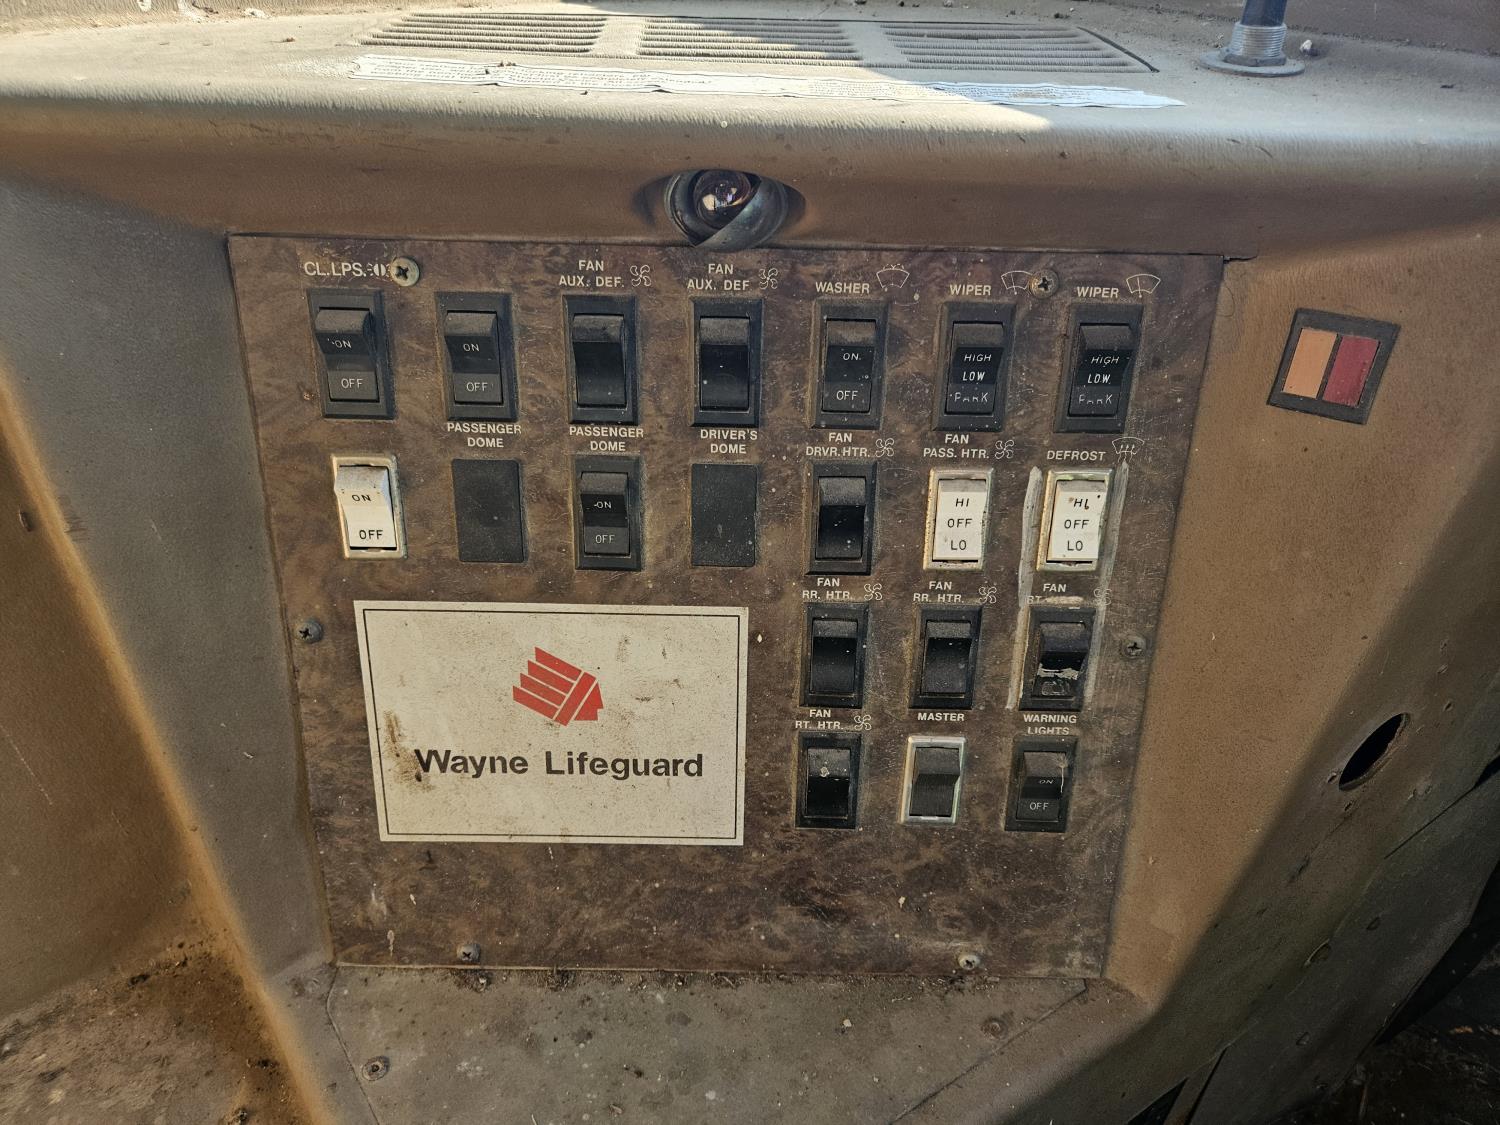 CL.LPS.
FAN
AUX. DEF.
FAN
AUX. DEF
WASHER
WIPER
WIPER
ON
OFF
ON
OFF
ON
OFF
HIGH
LOW
PARK
HIGH
LOW
PARK
PASSENGER
DOME
PASSENGER
DOME
DRIVER'S
DOME
FAN
DRVR.HTR.
FAN
PASS. HTR.
DEFROST
ON
OFF
ON
OFF
HI
OFF
LO
HI
OFF
LO
FAN
RR. HTR.
FAN
RR. HTR.
FAN
Wayne Lifeguard
FAN
RT. HTR.
MASTER
WARNING
LIGHTS
ON
OFF